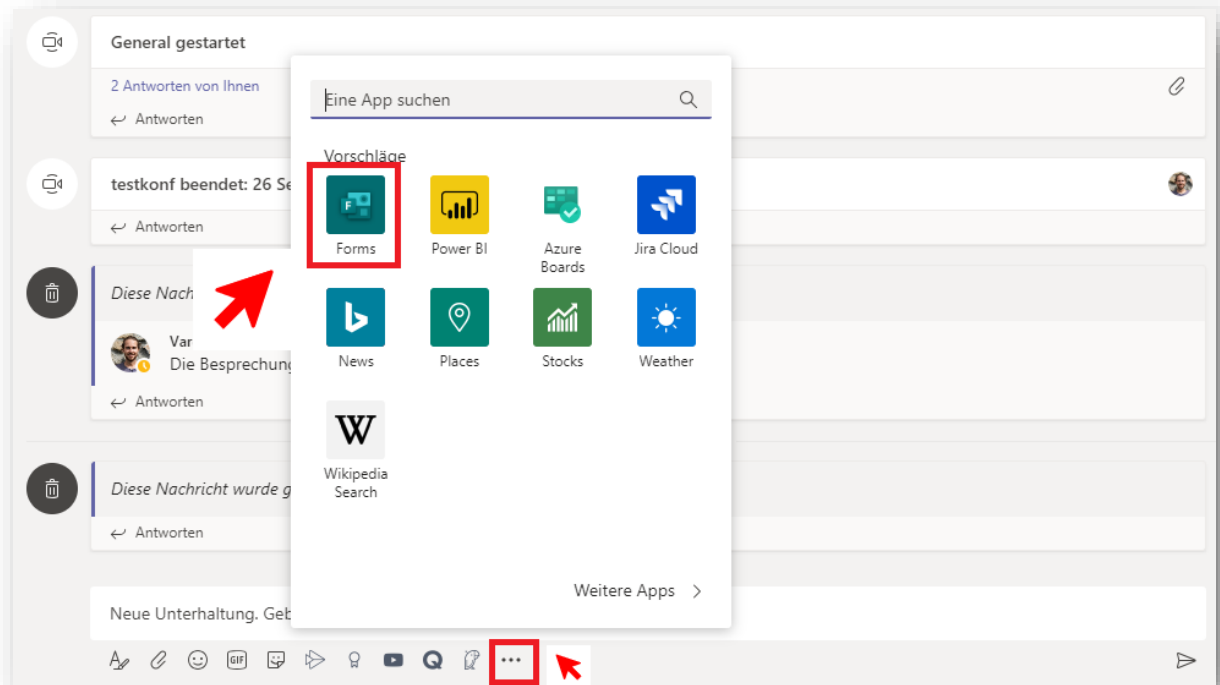 General gestartet
2 Antworten von Ihnen
Antworten
testkonf beendet: 26 Se
Antworten
Diese Nach
Var
Die Besprechung
Antworten
Diese Nachricht wurde g
Antworten
Eine App suchen
Vorschläge
F
Forms
Power BI
Azure
Boards
Jira Cloud
News
Places
Stocks
Weather
W
Wikipedia
Search
Weitere Apps
Neue Unterhaltung. Geb
GIF